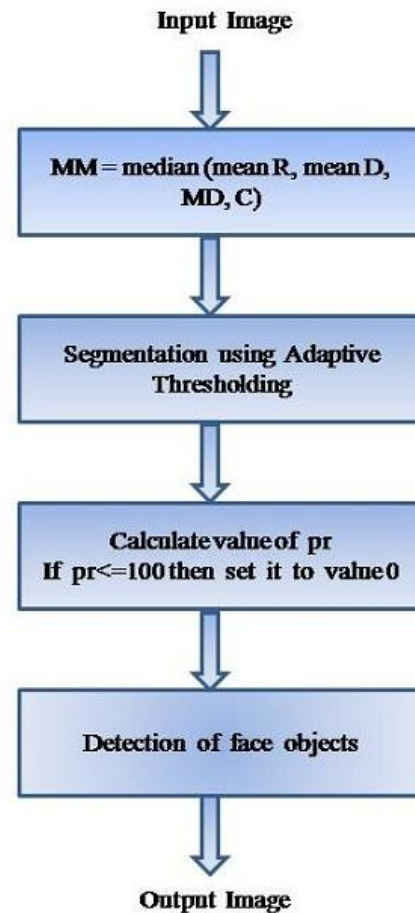 Input Image
MM = median (mean R, mean D,
MD, C)
Segmentation using Adaptive
Thresholding
Calculate value of pr
If pr<=100 then set it to value 0
Detection of face objects
Output Image